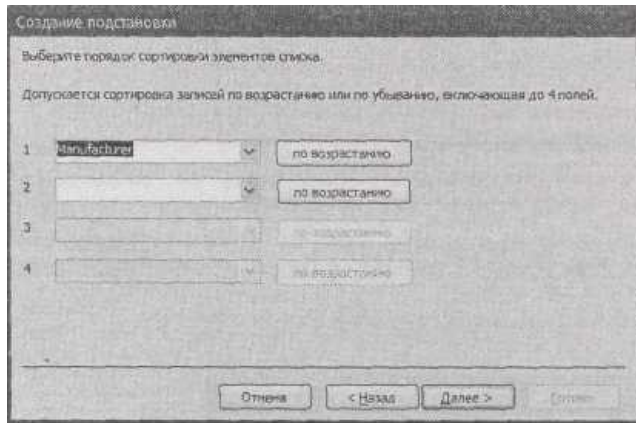 Создание подстановки
Выберите порядок сортировки элементов списка.
Допускается сортировка записей по возрастанию или по убыванию, включающая до 4 полей.
1 Manufacturer по возрастанию
2 по возрастанию
3 по возрастанию
4 по возрастанию
Отмена < Назад Далее > Готово